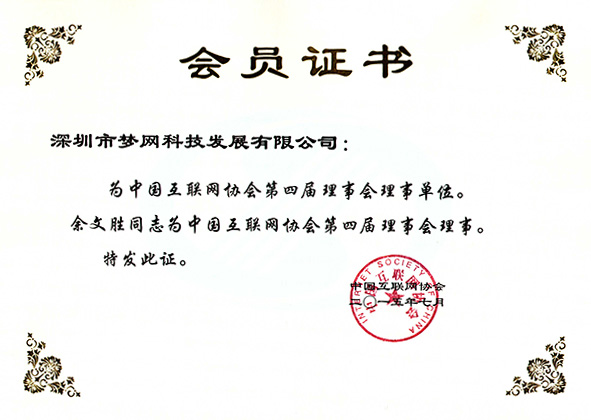 会员证书
深圳市梦网科技发展有限公司：
为中国互联网协会第四届理事会理事单位。
余文胜同志为中国互联网协会第四届理事会理事。
特发此证。
INTERNET SOCIETY OF CHINA
中国互联网协会
中国互联网协会
二〇一五年七月